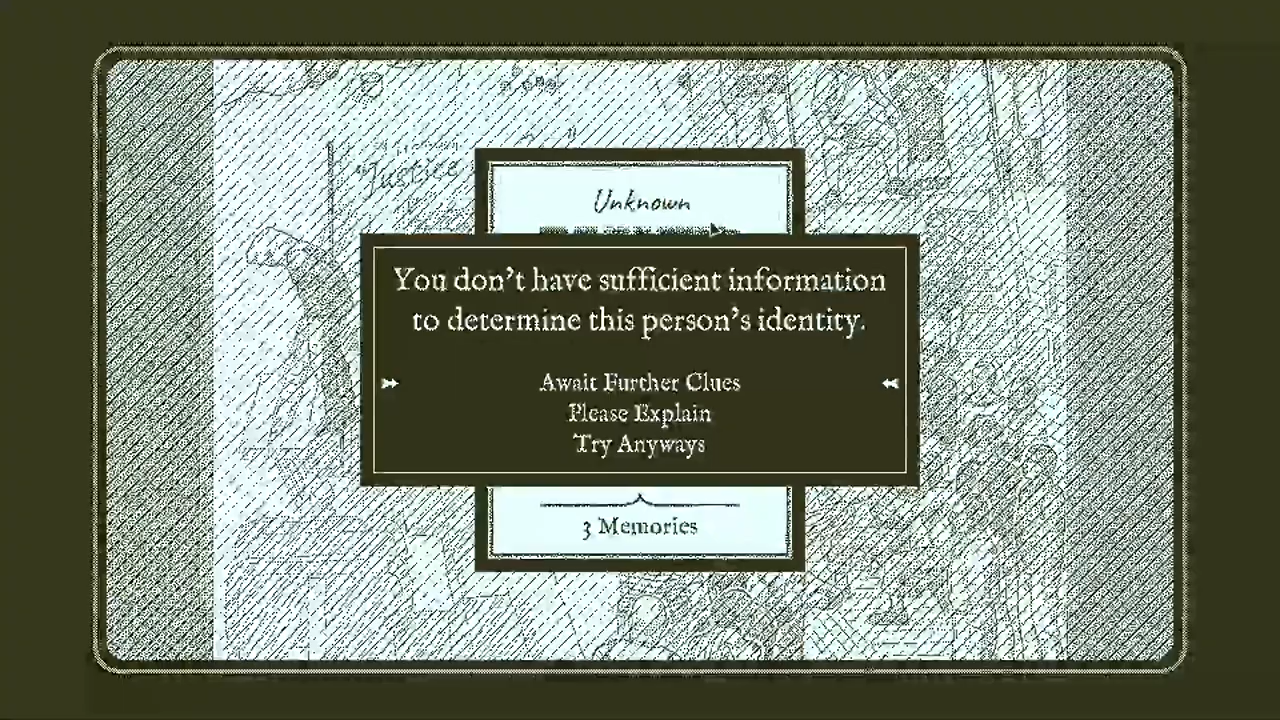 "Justice
Unknown
You don't have sufficient information
to determine this person's identity.
Await Further Clues
Please Explain
Try Anyways
3 Memories